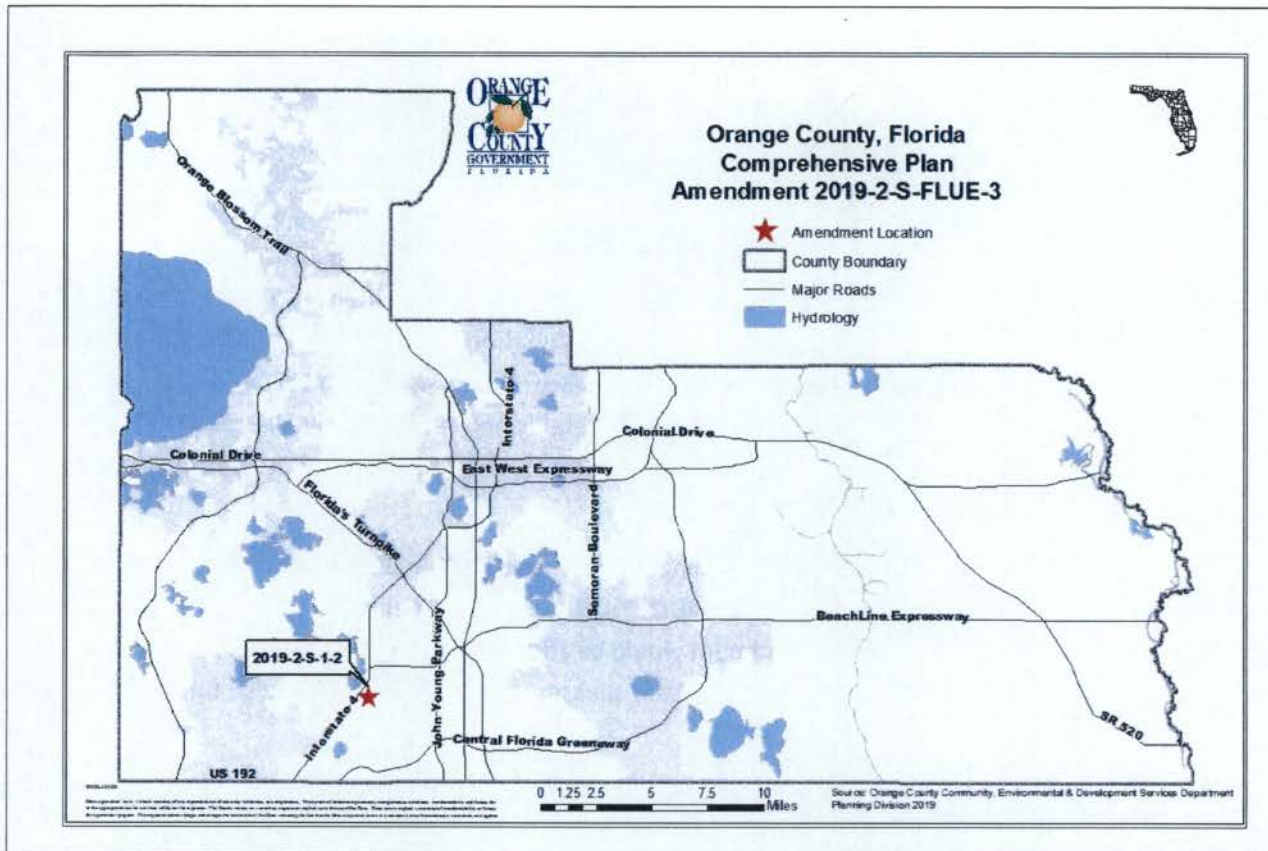 ORANGE
COUNTY
GOVERNMENT
FLORIDA
Orange County, Florida
Comprehensive Plan
Amendment 2019-2-S-FLUE-3
Amendment Location
County Boundary
Major Roads
Hydrology
Orange Blossom Trail
Interstate 4
Colonial Drive
Colonial Drive
East West Expressway
Florida's Turnpike
Semoran Boulevard
BeachLine Expressway
John Young Parkway
2019-2-S-1-2
Interstate 4
Central Florida Greeneway
SR 520
US 192
0 1.25 2.5 5 7.5 10
Miles
Source: Orange County Community, Environmental & Development Services Department
Planning Division 2019